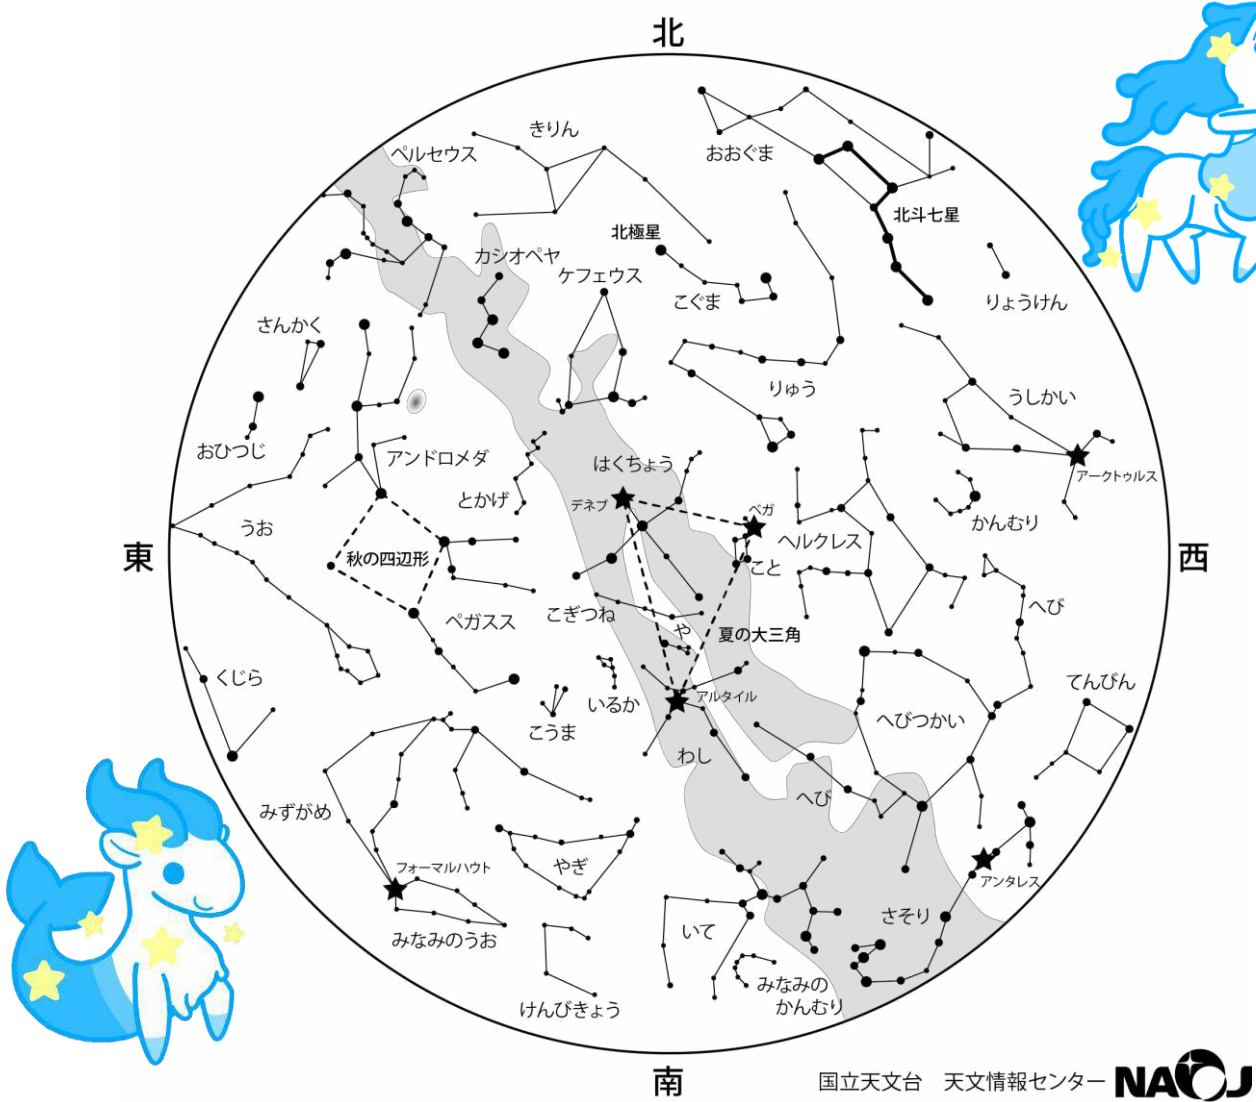 北
きりん
おおぐま
ペルセウス
北斗七星
北極星
カシオペヤ
ケフェウス
こぐま
りょうけん
さんかく
りゅう
うしかい
おひつじ
アンドロメダ
はくちょう
アークトゥルス
とかげ
デネブ
ベガ
かんむり
うお
ヘルクレス
東
秋の四辺形
こと
西
こぎつね
ペガスス
や
夏の大三角
へび
くじら
てんびん
いるか
アルタイル
こうま
へびつかい
わし
みずがめ
へび
やぎ
フォーマルハウト
アンタレス
さそり
みなみのうお
いて
みなみの
かんむり
けんびきょう
南
国立天文台 天文情報センター NAOJ